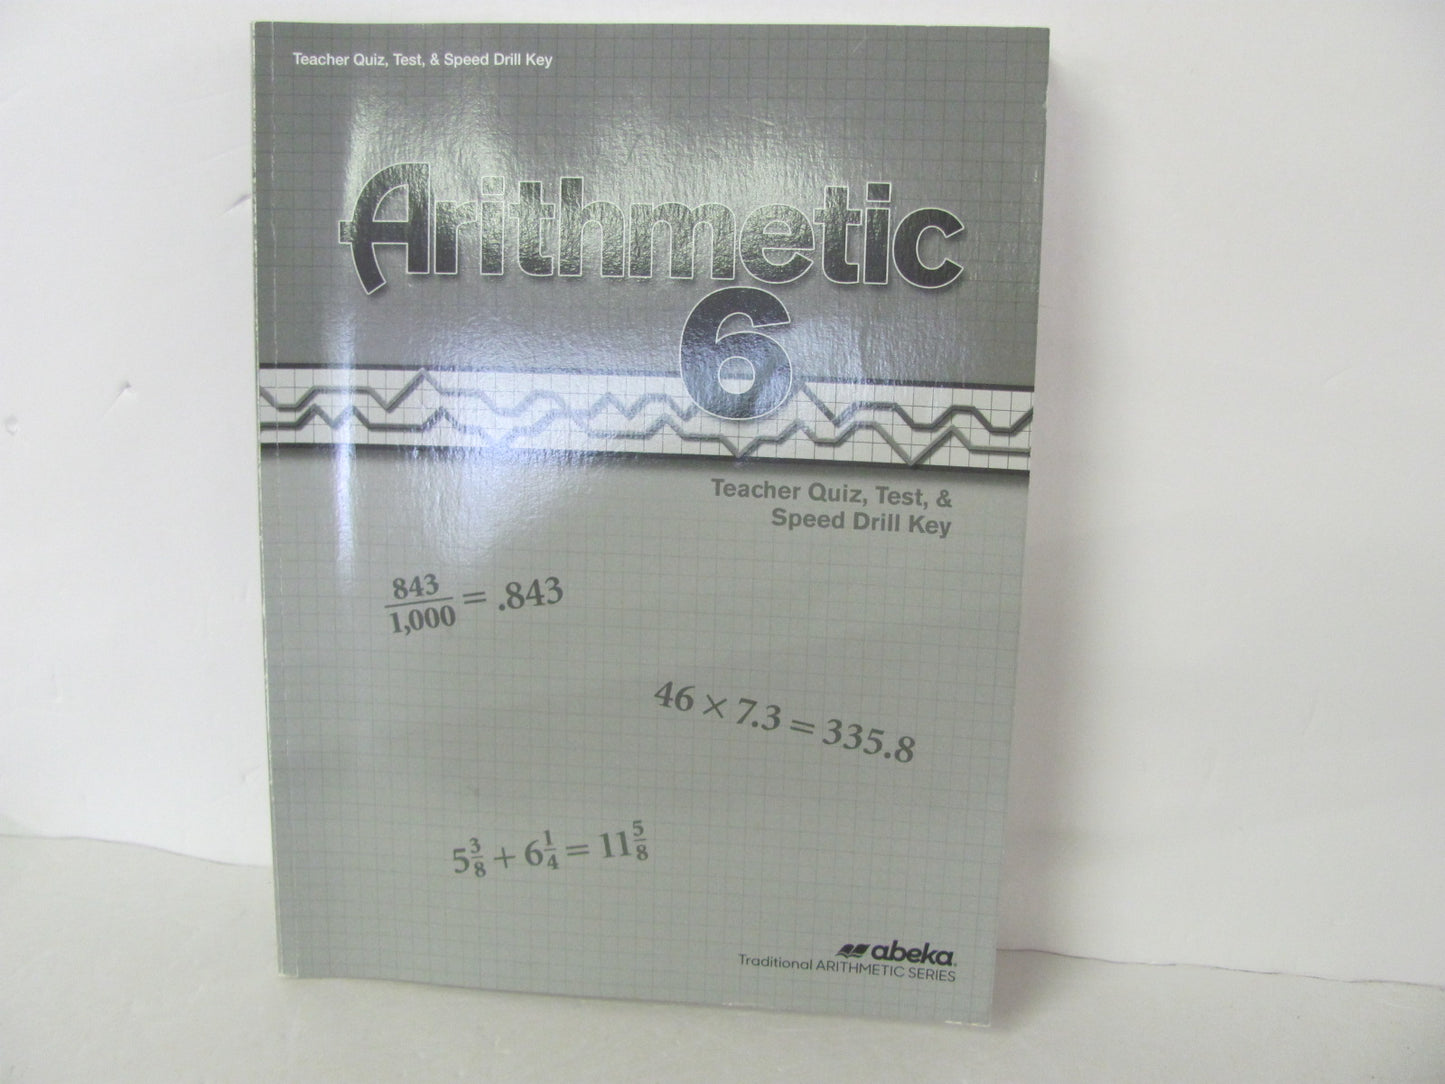 Teacher Quiz, Test, & Speed Drill Key
Arithmetic
6
Teacher Quiz, Test, &
Speed Drill Key
843/1,000 = .843
46 × 7.3 = 335.8
5 3/8 + 6 1/4 = 11 5/8
abeka®
Traditional ARITHMETIC SERIES